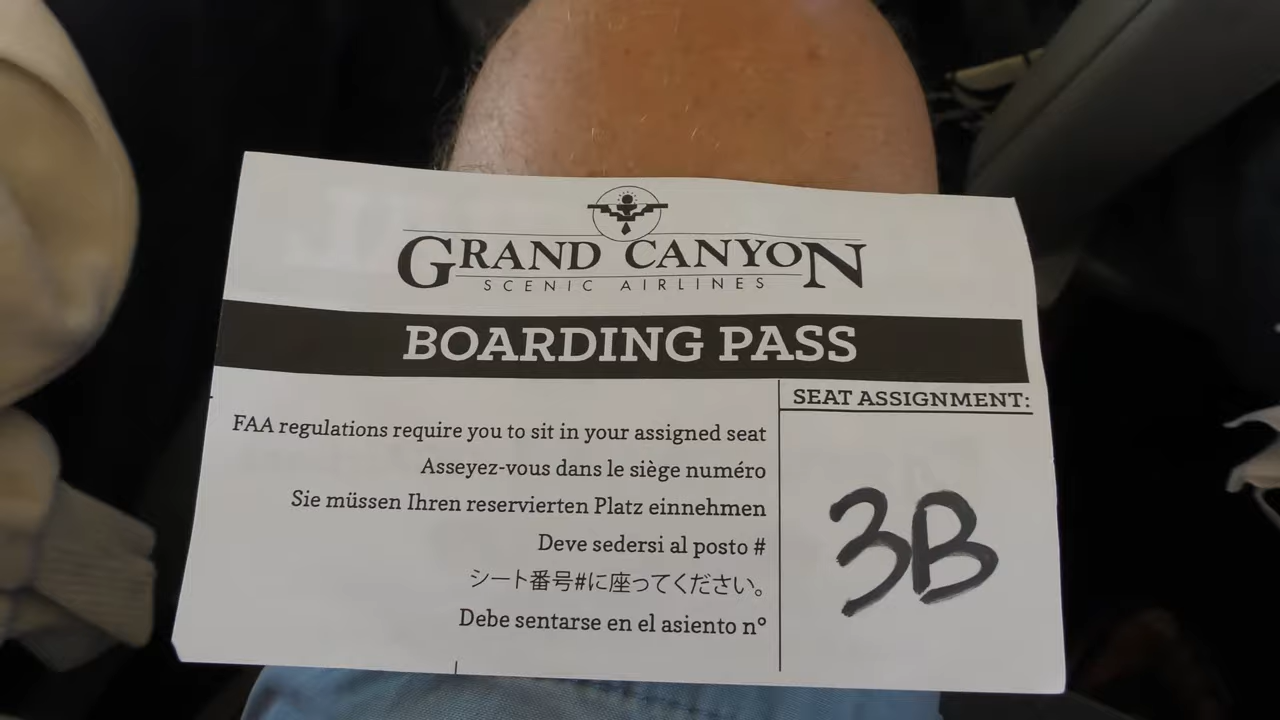 GRAND CANYON
SCENIC AIRLINES
BOARDING PASS
SEAT ASSIGNMENT:
FAA regulations require you to sit in your assigned seat
Asseyez-vous dans le siège numéro
Sie müssen Ihren reservierten Platz einnehmen
Deve sedersi al posto #
シート番号#に座ってください。
Debe sentarse en el asiento nº
3B